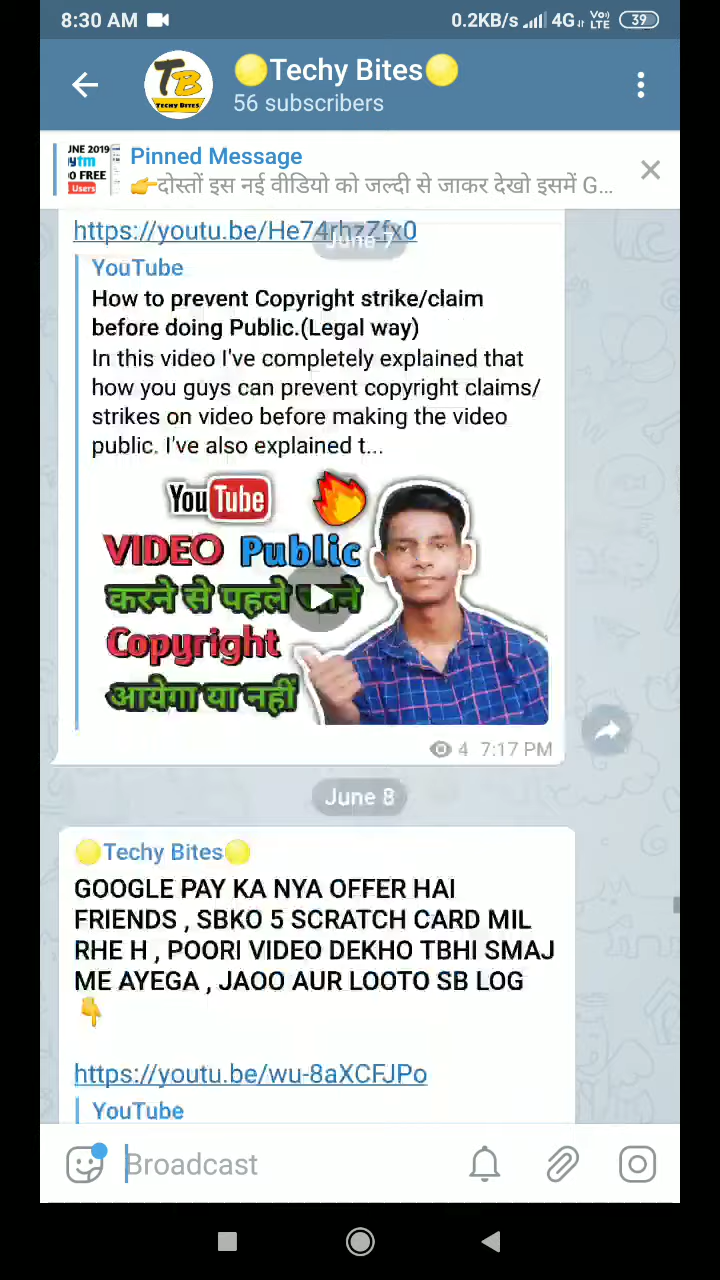 8:30 AM 0.2KB/s 4G Vo) LTE 39
TB
TECHY BITES
Techy Bites
56 subscribers
JNE 2019
ytm
O FREE
Users
Pinned Message
👉दोस्तों इस नई वीडियो को जल्दी से जाकर देखो इसमें G...
https://youtu.be/He74rhzZfx0
June 7
YouTube
How to prevent Copyright strike/claim
before doing Public.(Legal way)
In this video I've completely explained that
how you guys can prevent copyright claims/
strikes on video before making the video
public. I've also explained t...
YouTube
VIDEO Public
करने से पहले जाने
Copyright
आयेगा या नहीं
4 7:17 PM
June 8
Techy Bites
GOOGLE PAY KA NYA OFFER HAI
FRIENDS , SBKO 5 SCRATCH CARD MIL
RHE H , POORI VIDEO DEKHO TBHI SMAJ
ME AYEGA , JAOO AUR LOOTO SB LOG
👇
https://youtu.be/wu-8aXCFJPo
YouTube
Broadcast